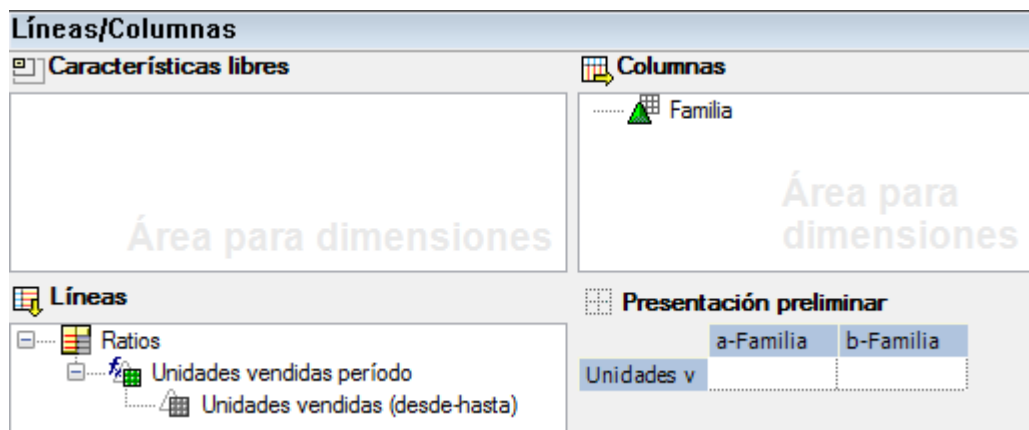 Líneas/Columnas
Características libres
Área para dimensiones
Columnas
Familia
Área para
dimensiones
Líneas
Ratios
Unidades vendidas período
Unidades vendidas (desde-hasta)
Presentación preliminar
a-Familia b-Familia
Unidades v